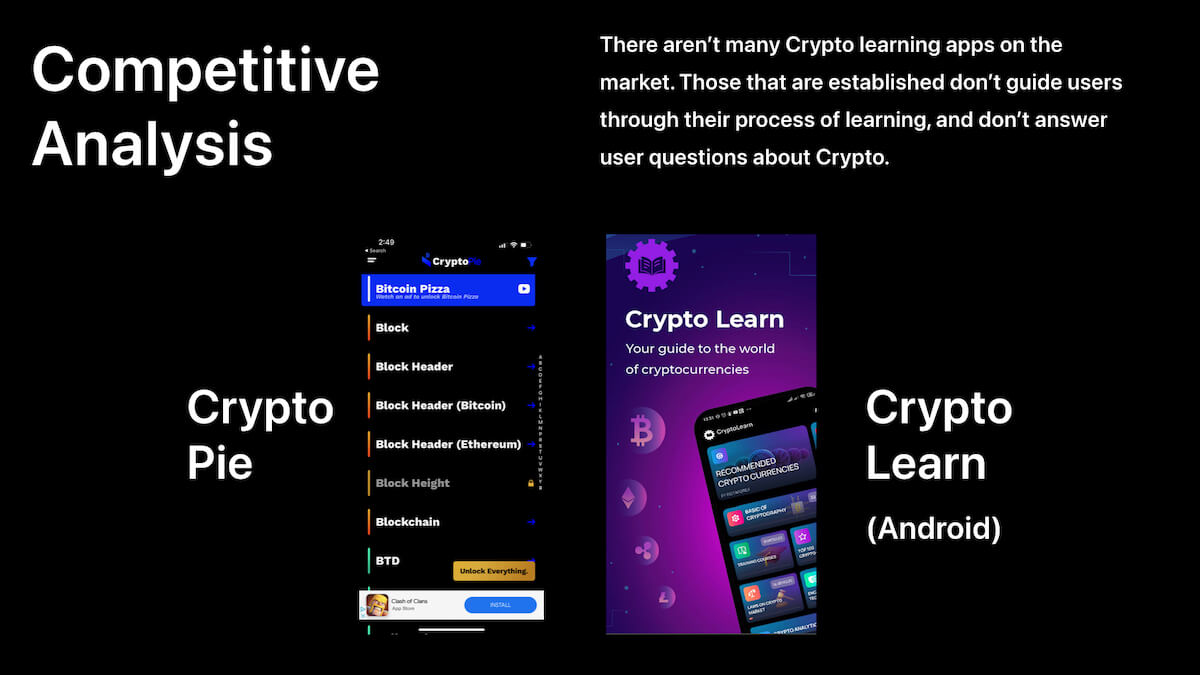 Competitive
Analysis
There aren’t many Crypto learning apps on the
market. Those that are established don’t guide users
through their process of learning, and don’t answer
user questions about Crypto.
Crypto
Pie
2:49
Search
CryptoPie
Bitcoin Pizza
Watch an ad to unlock Bitcoin Pizza
Block
Block Header
Block Header (Bitcoin)
Block Header (Ethereum)
Block Height
Blockchain
BTD
Unlock Everything.
Clash of Clans
App Store
INSTALL
A
B
C
D
E
F
G
H
I
K
L
M
N
P
R
S
T
U
V
W
X
Y
Crypto Learn
Your guide to the world
of cryptocurrencies
CryptoLearn
RECOMMENDED
CRYPTO CURRENCIES
BASIC OF
CRYPTOGRAPHY
TRAINING COURSES
TOP 100
CRYPTO
LAWS ON CRYPTO
MARKET
CRYPTO ANALYTIC
Crypto
Learn
(Android)